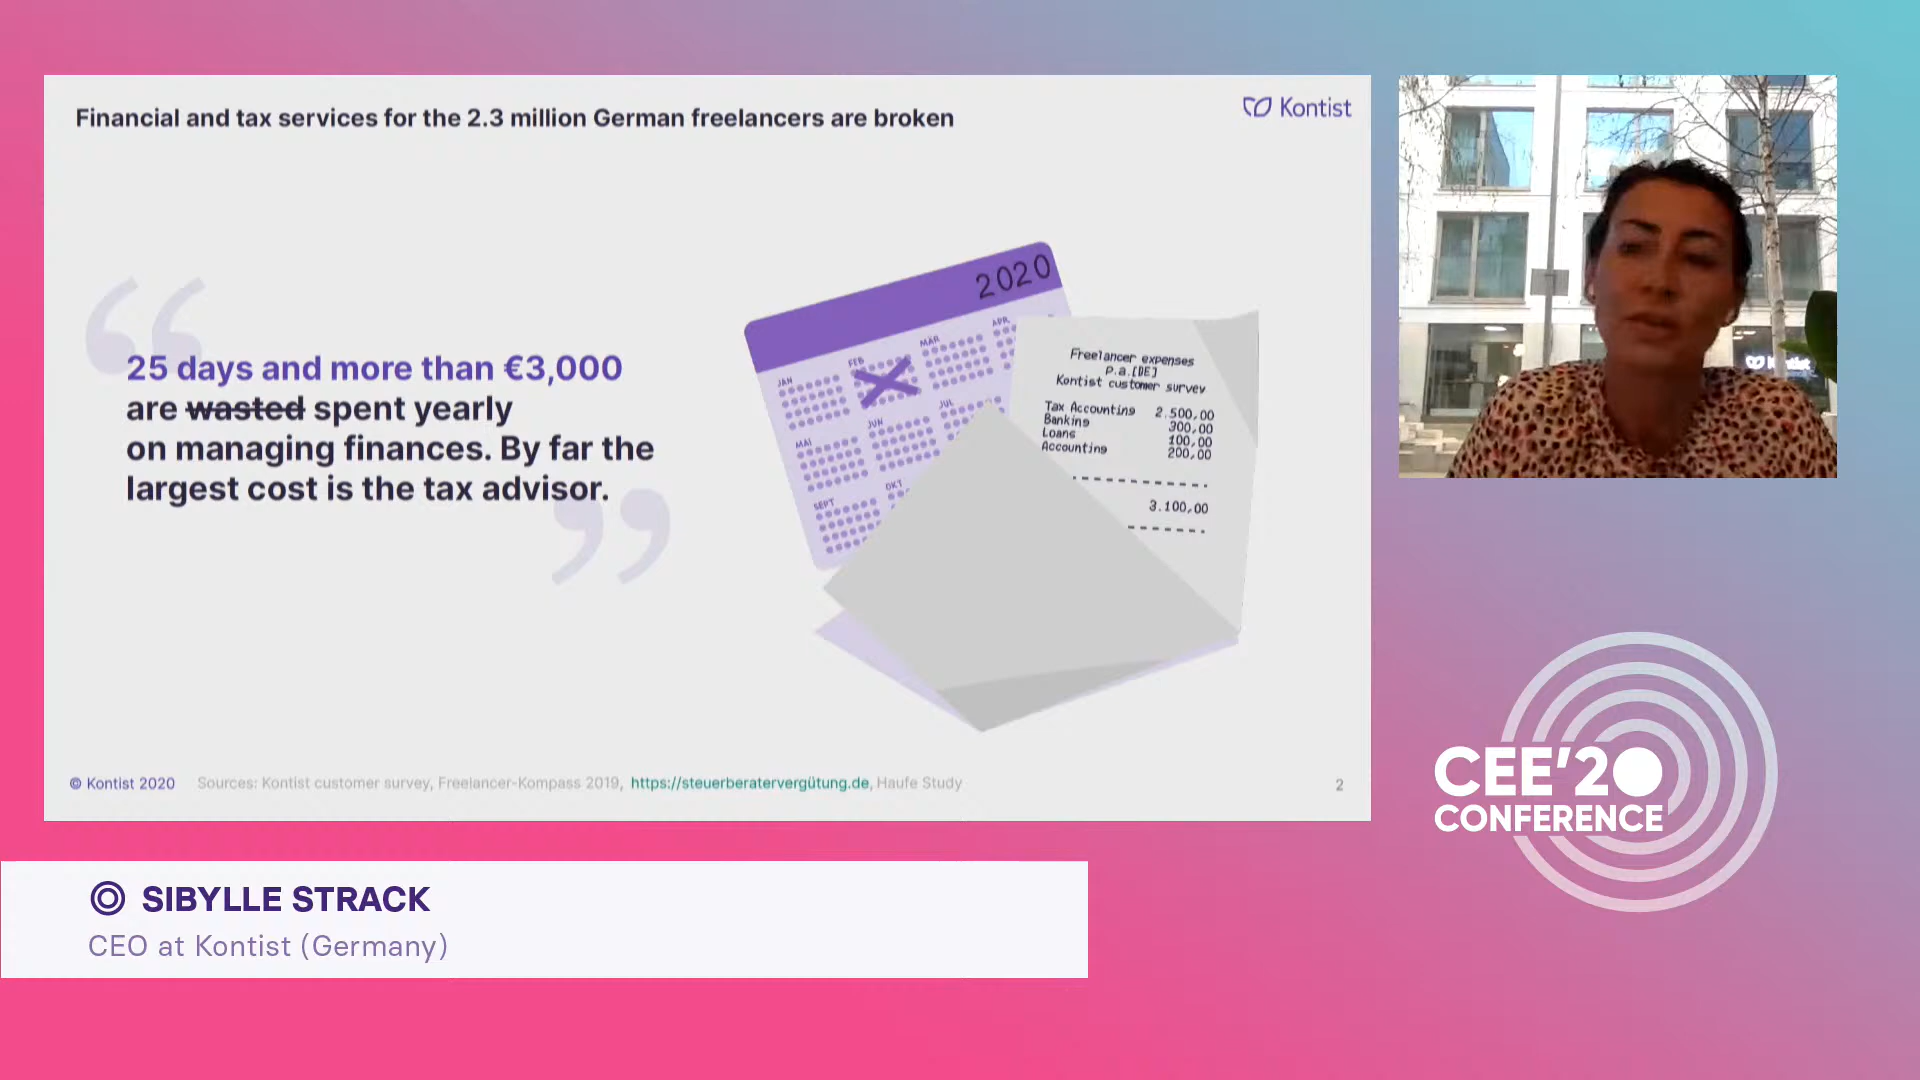 Financial and tax services for the 2.3 million German freelancers are broken
Kontist
25 days and more than €3,000
are wasted spent yearly
on managing finances. By far the
largest cost is the tax advisor.
2020
JAN
FEB
MÄR
APR
MAI
JUN
JUL
SEPT
OKT
Freelancer expenses
p.a.[DE]
Kontist customer survey
Tax Accounting 2.500,00
Banking 300,00
Loans 100,00
Accounting 200,00
3.100,00
© Kontist 2020
Sources: Kontist customer survey, Freelancer-Kompass 2019, https://steuerberatervergütung.de, Haufe Study
2
Kontist
CEE'20
CONFERENCE
SIBYLLE STRACK
CEO at Kontist (Germany)